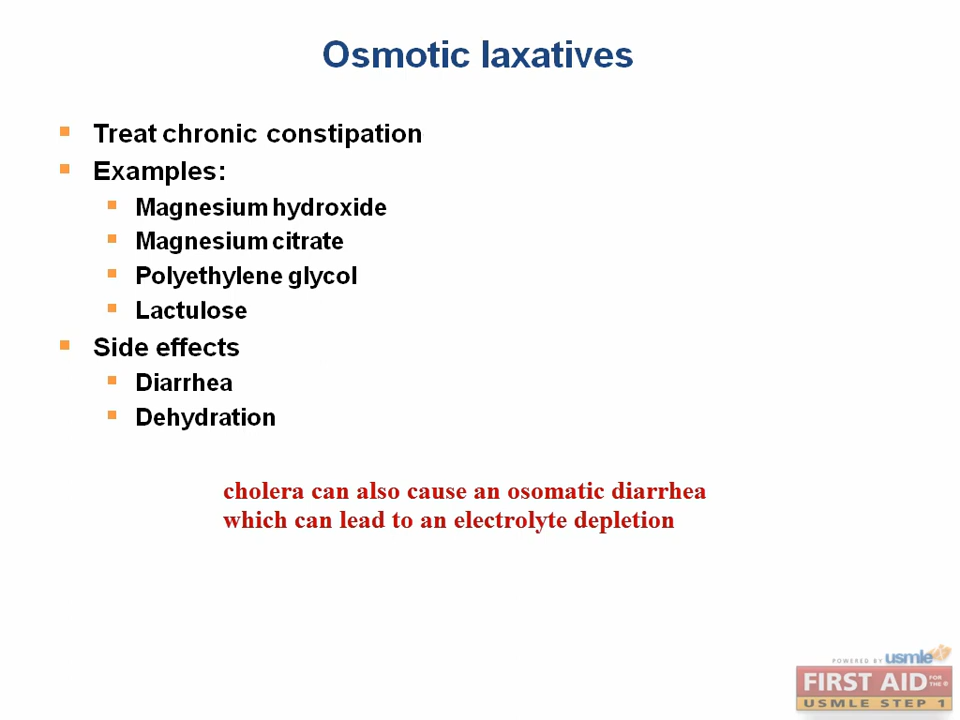 Osmotic laxatives
Treat chronic constipation
Examples:
Magnesium hydroxide
Magnesium citrate
Polyethylene glycol
Lactulose
Side effects
Diarrhea
Dehydration
cholera can also cause an osomatic diarrhea
which can lead to an electrolyte depletion
POWERED BY usmle
FIRST AID FOR THE ®
USMLE STEP 1